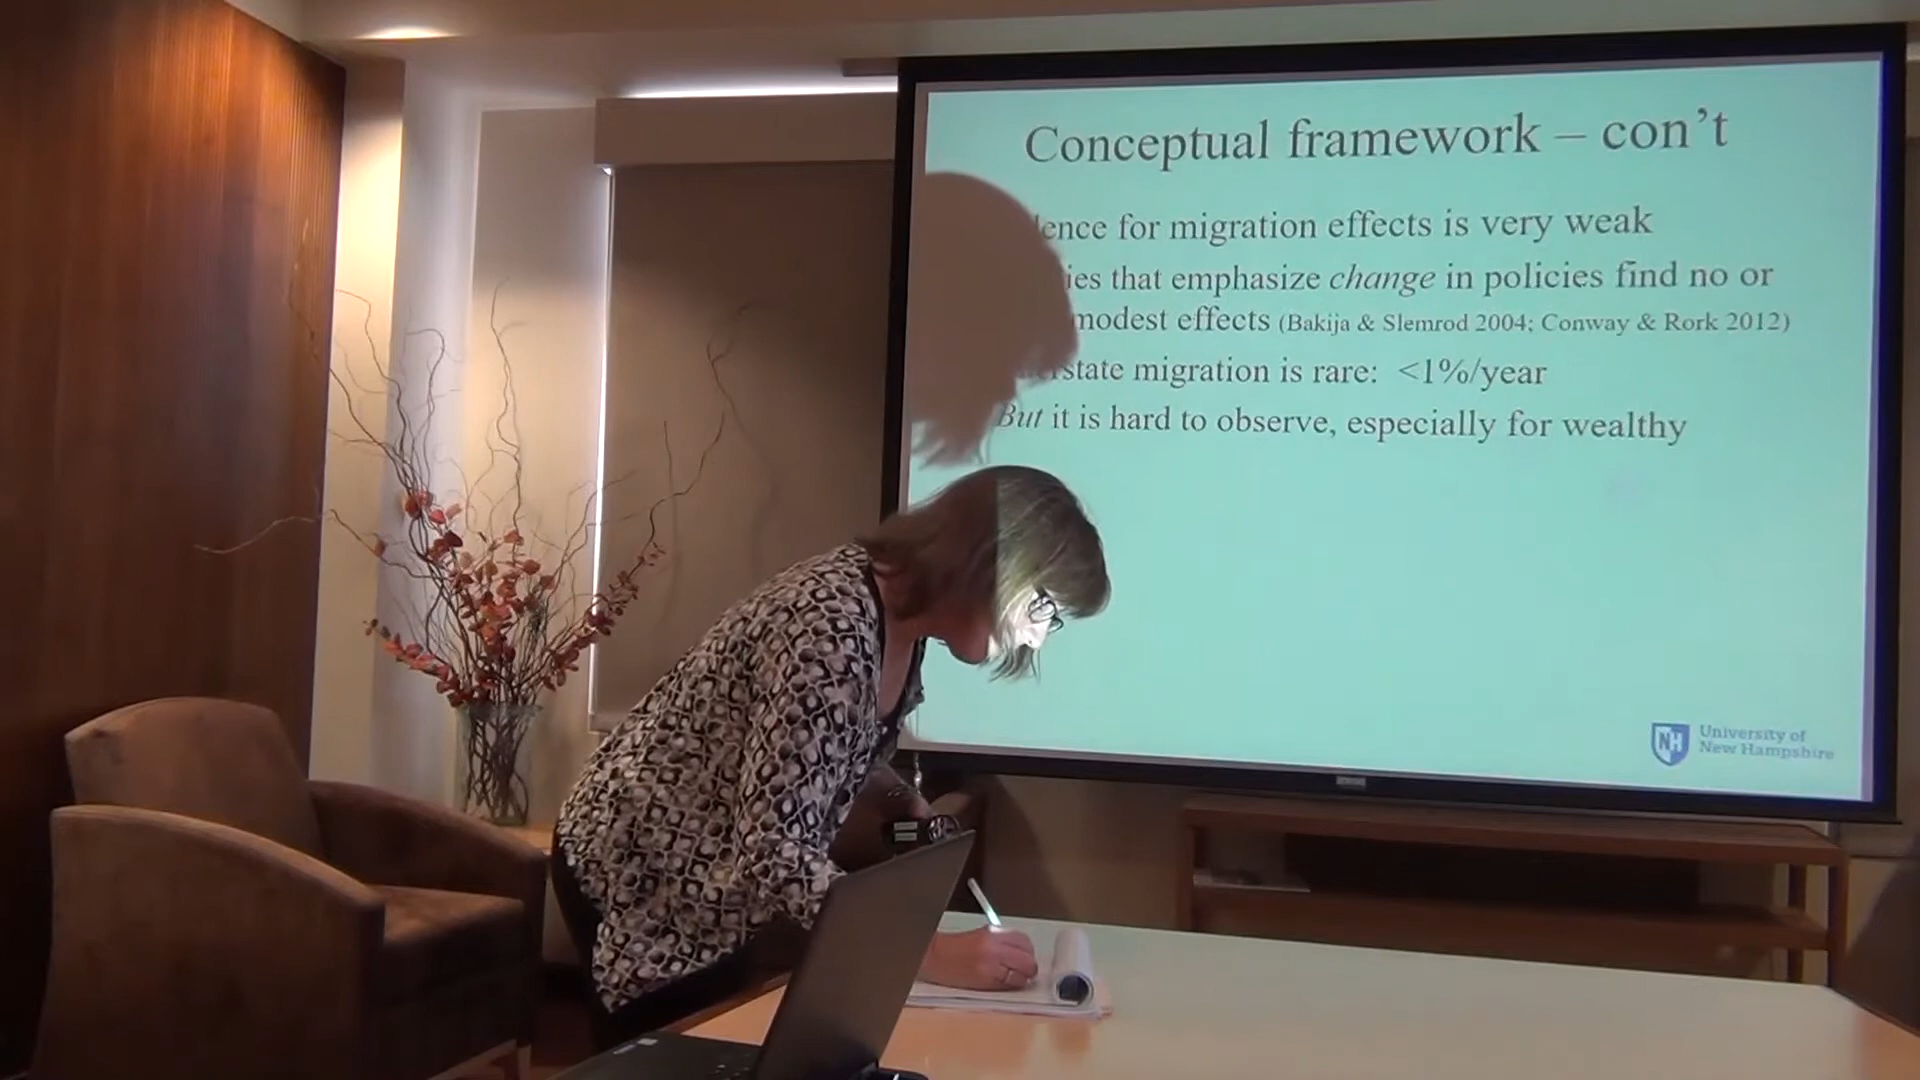 Conceptual framework – con't
ence for migration effects is very weak
ies that emphasize change in policies find no or
modest effects (Bakija & Slemrod 2004; Conway & Rork 2012)
state migration is rare: <1%/year
But it is hard to observe, especially for wealthy
NH University of
New Hampshire